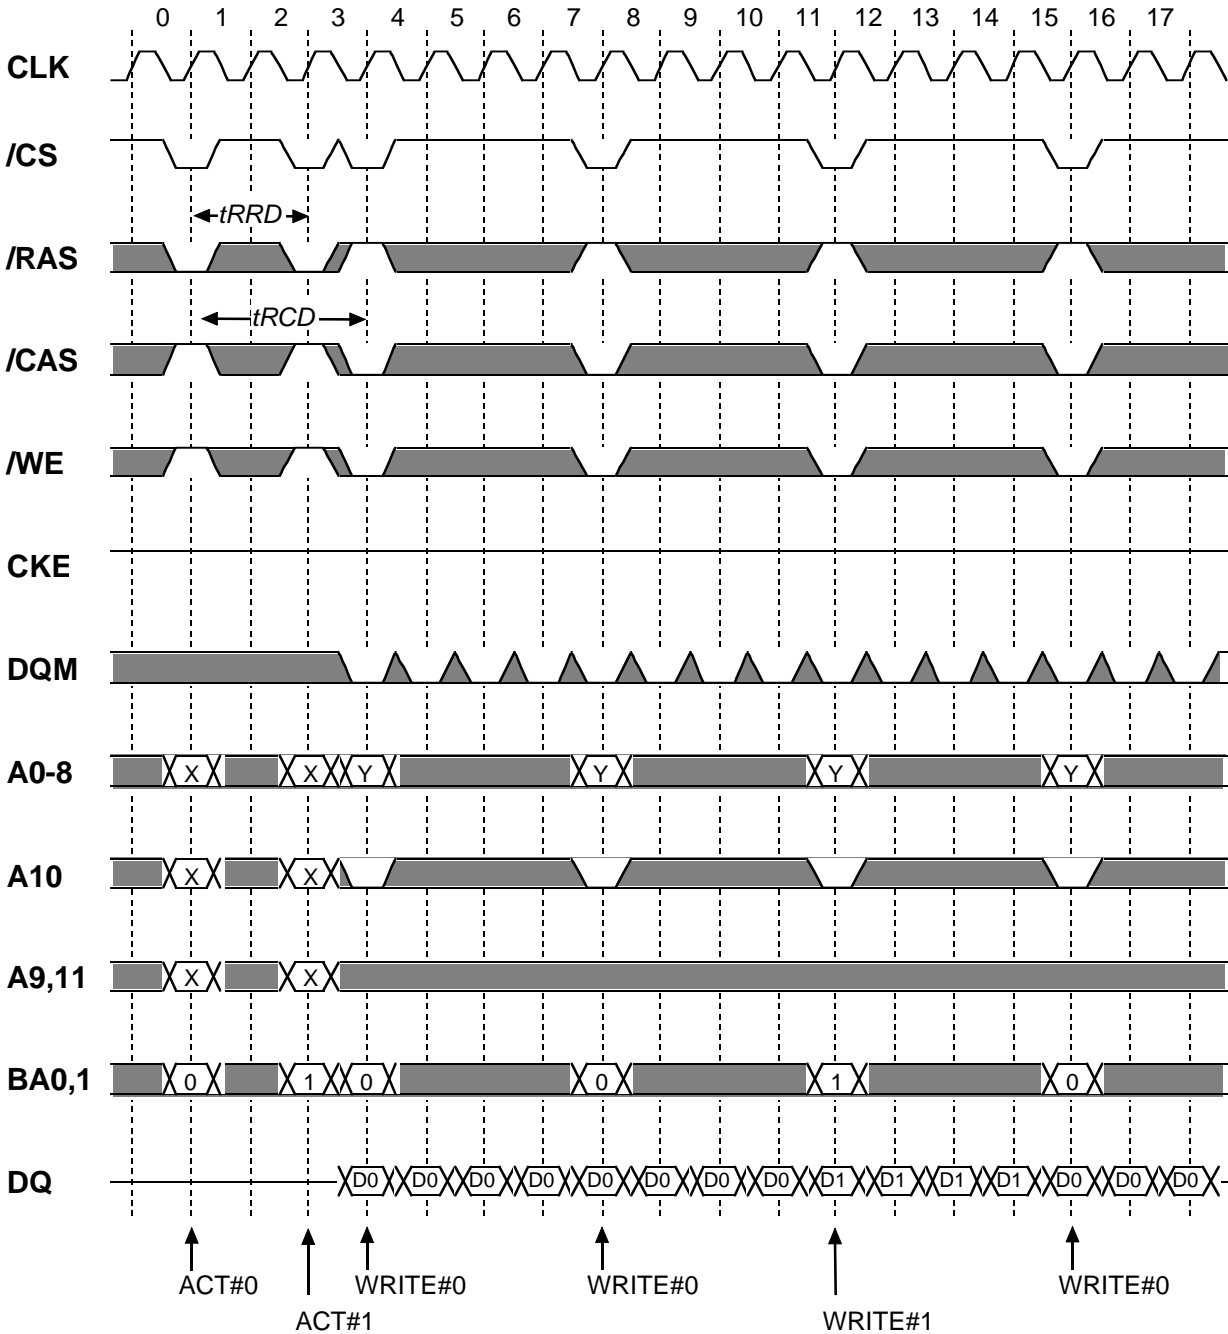 0 1 2 3 4 5 6 7 8 9 10 11 12 13 14 15 16 17
CLK
/CS
tRRD
/RAS
tRCD
/CAS
/WE
CKE
DQM
A0-8 X X Y Y Y Y
A10 X X
A9,11 X X
BA0,1 0 1 0 0 1 0
DQ D0 D0 D0 D0 D0 D0 D0 D0 D1 D1 D1 D1 D0 D0 D0
ACT#0 WRITE#0 WRITE#0 WRITE#0
ACT#1 WRITE#1